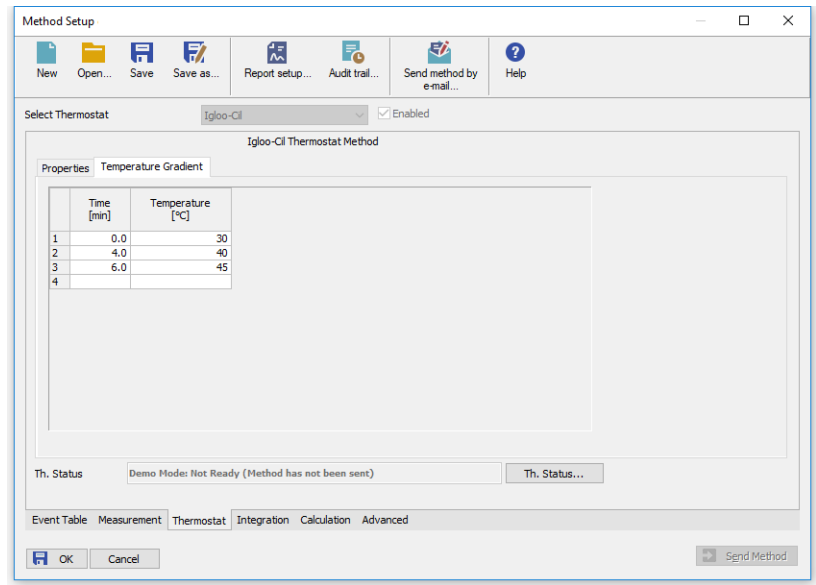 Method Setup
New Open... Save Save as... Report setup... Audit trail... Send method by e-mail... Help
Select Thermostat Igloo-Cil Enabled
Igloo-Cil Thermostat Method
Properties Temperature Gradient
Time [min] Temperature [°C]
1 0.0 30
2 4.0 40
3 6.0 45
4
Th. Status Demo Mode: Not Ready (Method has not been sent) Th. Status...
Event Table Measurement Thermostat Integration Calculation Advanced
OK Cancel Send Method